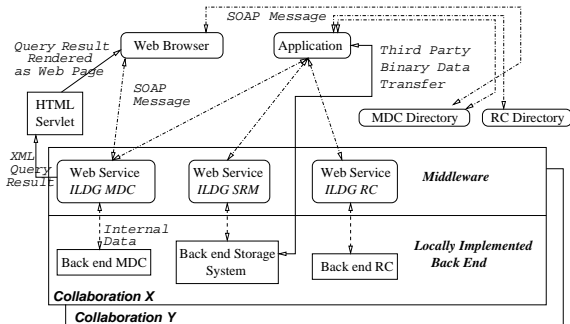 SOAP Message
Query Result
Rendered
as Web Page
Web Browser
Application
Third Party
Binary Data
Transfer
SOAP
Message
HTML
Servlet
MDC Directory
RC Directory
XML
Query
Result
Web Service
ILDG MDC
Web Service
ILDG SRM
Web Service
ILDG RC
Middleware
Internal
Data
Back end MDC
Back end Storage
System
Back end RC
Locally Implemented
Back End
Collaboration X
Collaboration Y